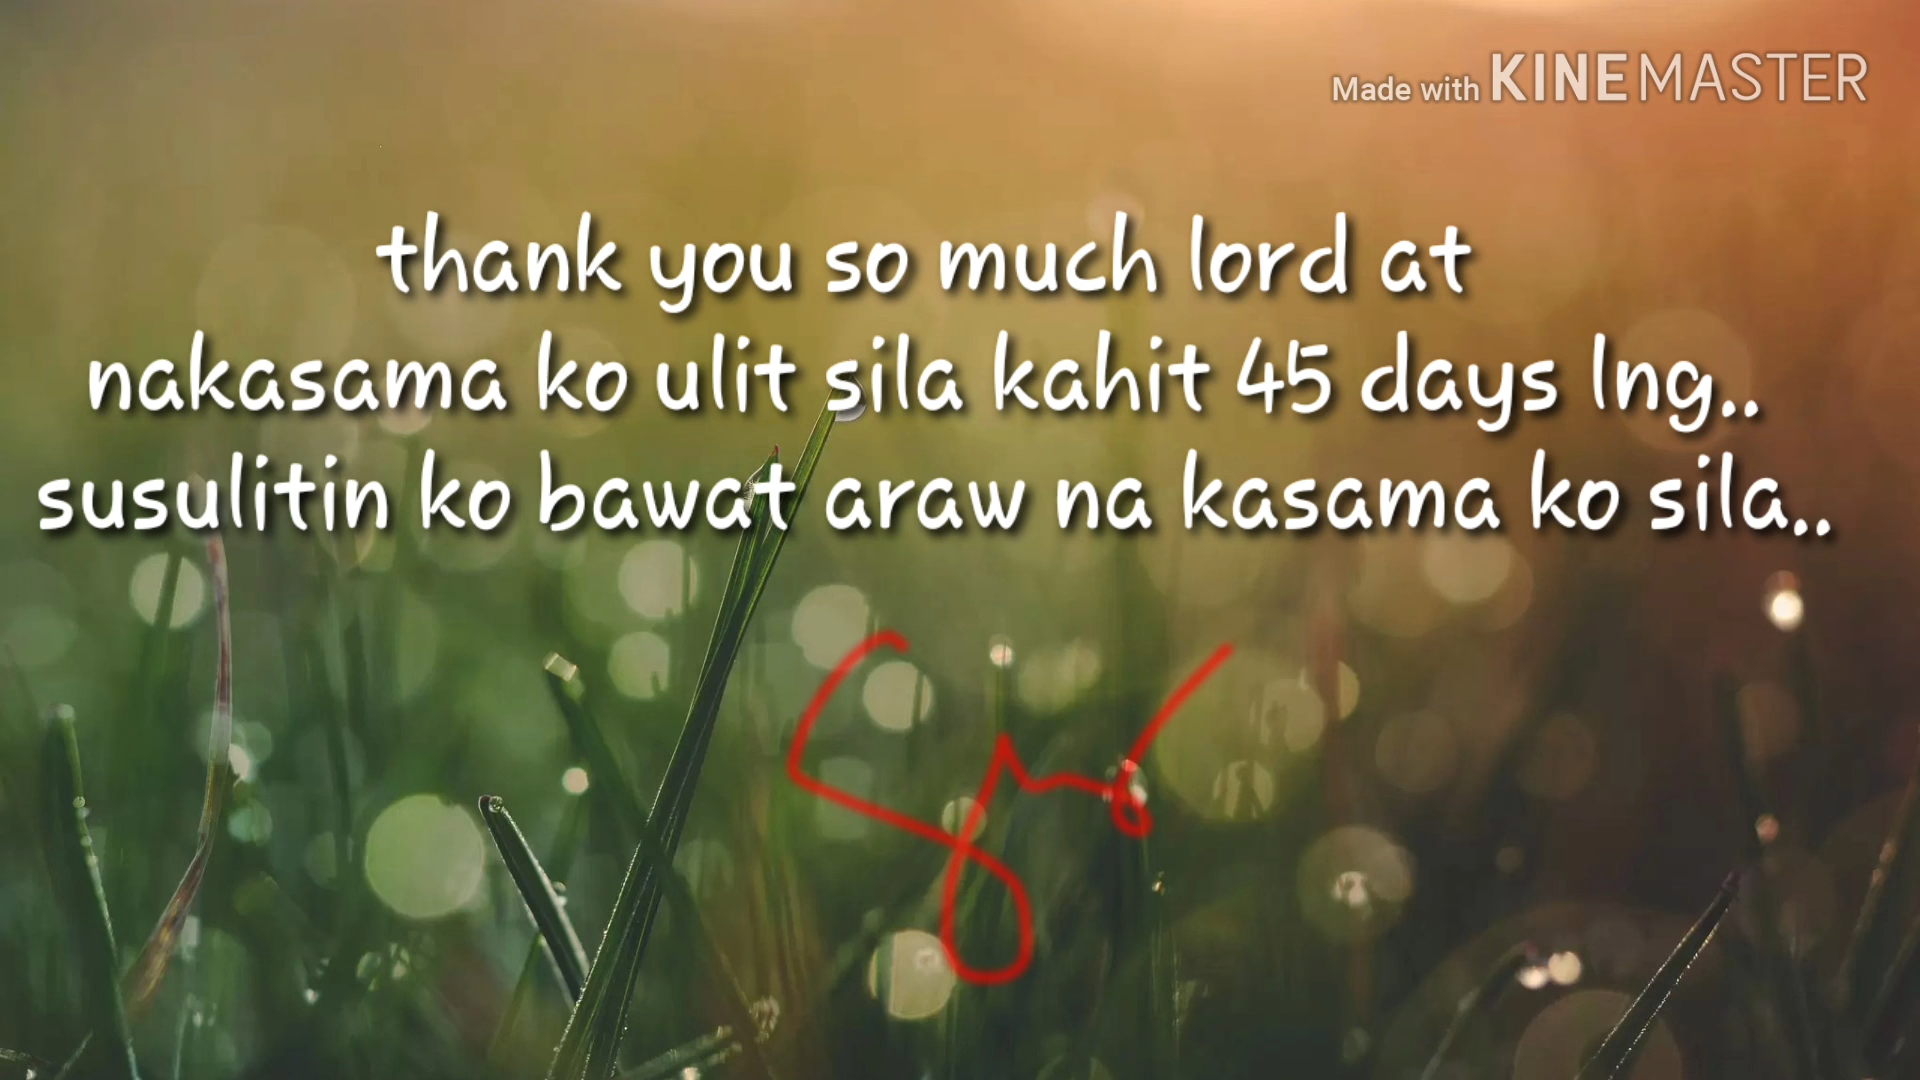 Made with KINEMASTER
thank you so much lord at
nakasama ko ulit sila kahit 45 days lng..
susulitin ko bawat araw na kasama ko sila..